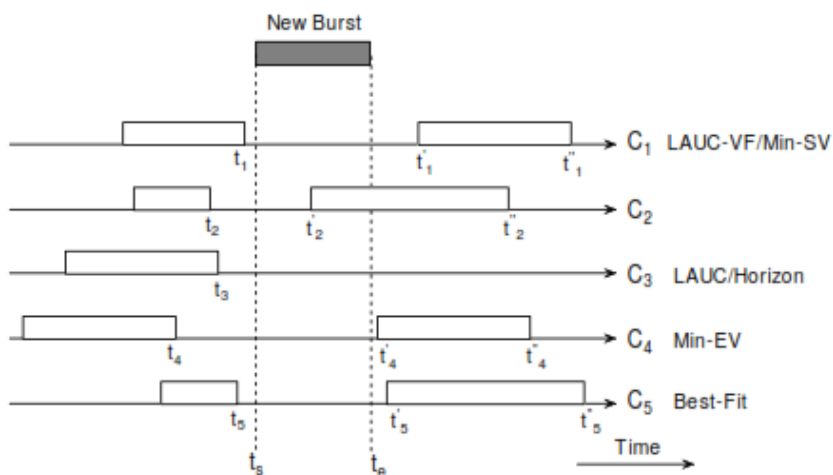 New Burst
t1 t'1 t"1 C1 LAUC-VF/Min-SV
t2 t'2 t"2 C2
t3 C3 LAUC/Horizon
t4 t'4 t"4 C4 Min-EV
t5 t'5 t"5 C5 Best-Fit
ts te Time